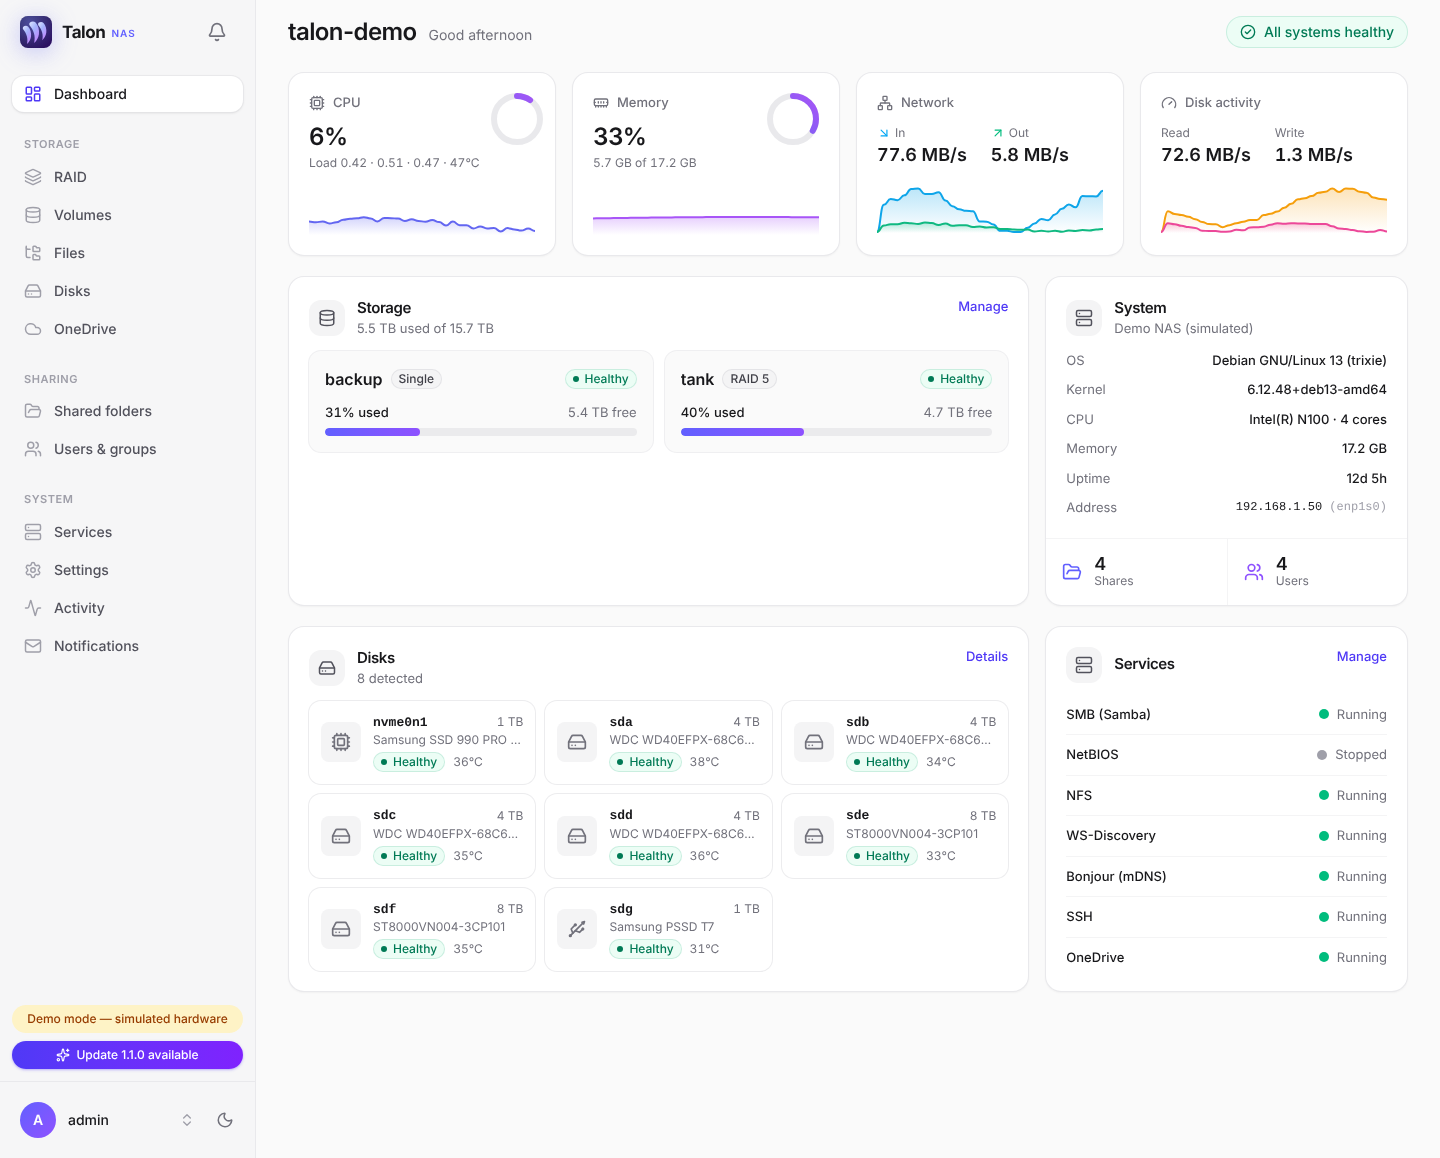 Talon NAS
Dashboard
STORAGE
RAID
Volumes
Files
Disks
OneDrive
SHARING
Shared folders
Users & groups
SYSTEM
Services
Settings
Activity
Notifications
Demo mode — simulated hardware
Update 1.1.0 available
A admin
talon-demo Good afternoon
All systems healthy
CPU
6%
Load 0.42 · 0.51 · 0.47 · 47°C
Memory
33%
5.7 GB of 17.2 GB
Network
In Out
77.6 MB/s 5.8 MB/s
Disk activity
Read Write
72.6 MB/s 1.3 MB/s
Storage Manage
5.5 TB used of 15.7 TB
backup Single Healthy
31% used 5.4 TB free
tank RAID 5 Healthy
40% used 4.7 TB free
System
Demo NAS (simulated)
OS Debian GNU/Linux 13 (trixie)
Kernel 6.12.48+deb13-amd64
CPU Intel(R) N100 · 4 cores
Memory 17.2 GB
Uptime 12d 5h
Address 192.168.1.50 (enp1s0)
4
Shares
4
Users
Disks Details
8 detected
nvme0n1 1 TB
Samsung SSD 990 PRO ...
Healthy 36°C
sda 4 TB
WDC WD40EFPX-68C6...
Healthy 38°C
sdb 4 TB
WDC WD40EFPX-68C6...
Healthy 34°C
sdc 4 TB
WDC WD40EFPX-68C6...
Healthy 35°C
sdd 4 TB
WDC WD40EFPX-68C6...
Healthy 36°C
sde 8 TB
ST8000VN004-3CP101
Healthy 33°C
sdf 8 TB
ST8000VN004-3CP101
Healthy 35°C
sdg 1 TB
Samsung PSSD T7
Healthy 31°C
Services Manage
SMB (Samba) Running
NetBIOS Stopped
NFS Running
WS-Discovery Running
Bonjour (mDNS) Running
SSH Running
OneDrive Running